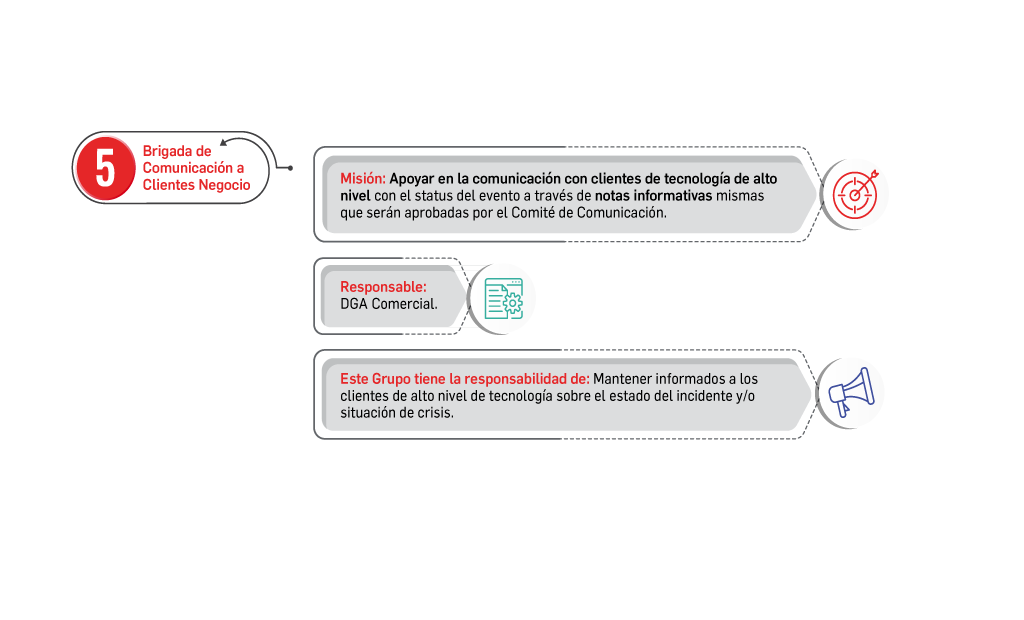 5
Brigada de
Comunicación a
Clientes Negocio
Misión: Apoyar en la comunicación con clientes de tecnología de alto
nivel con el status del evento a través de notas informativas mismas
que serán aprobadas por el Comité de Comunicación.
Responsable:
DGA Comercial.
Este Grupo tiene la responsabilidad de: Mantener informados a los
clientes de alto nivel de tecnología sobre el estado del incidente y/o
situación de crisis.